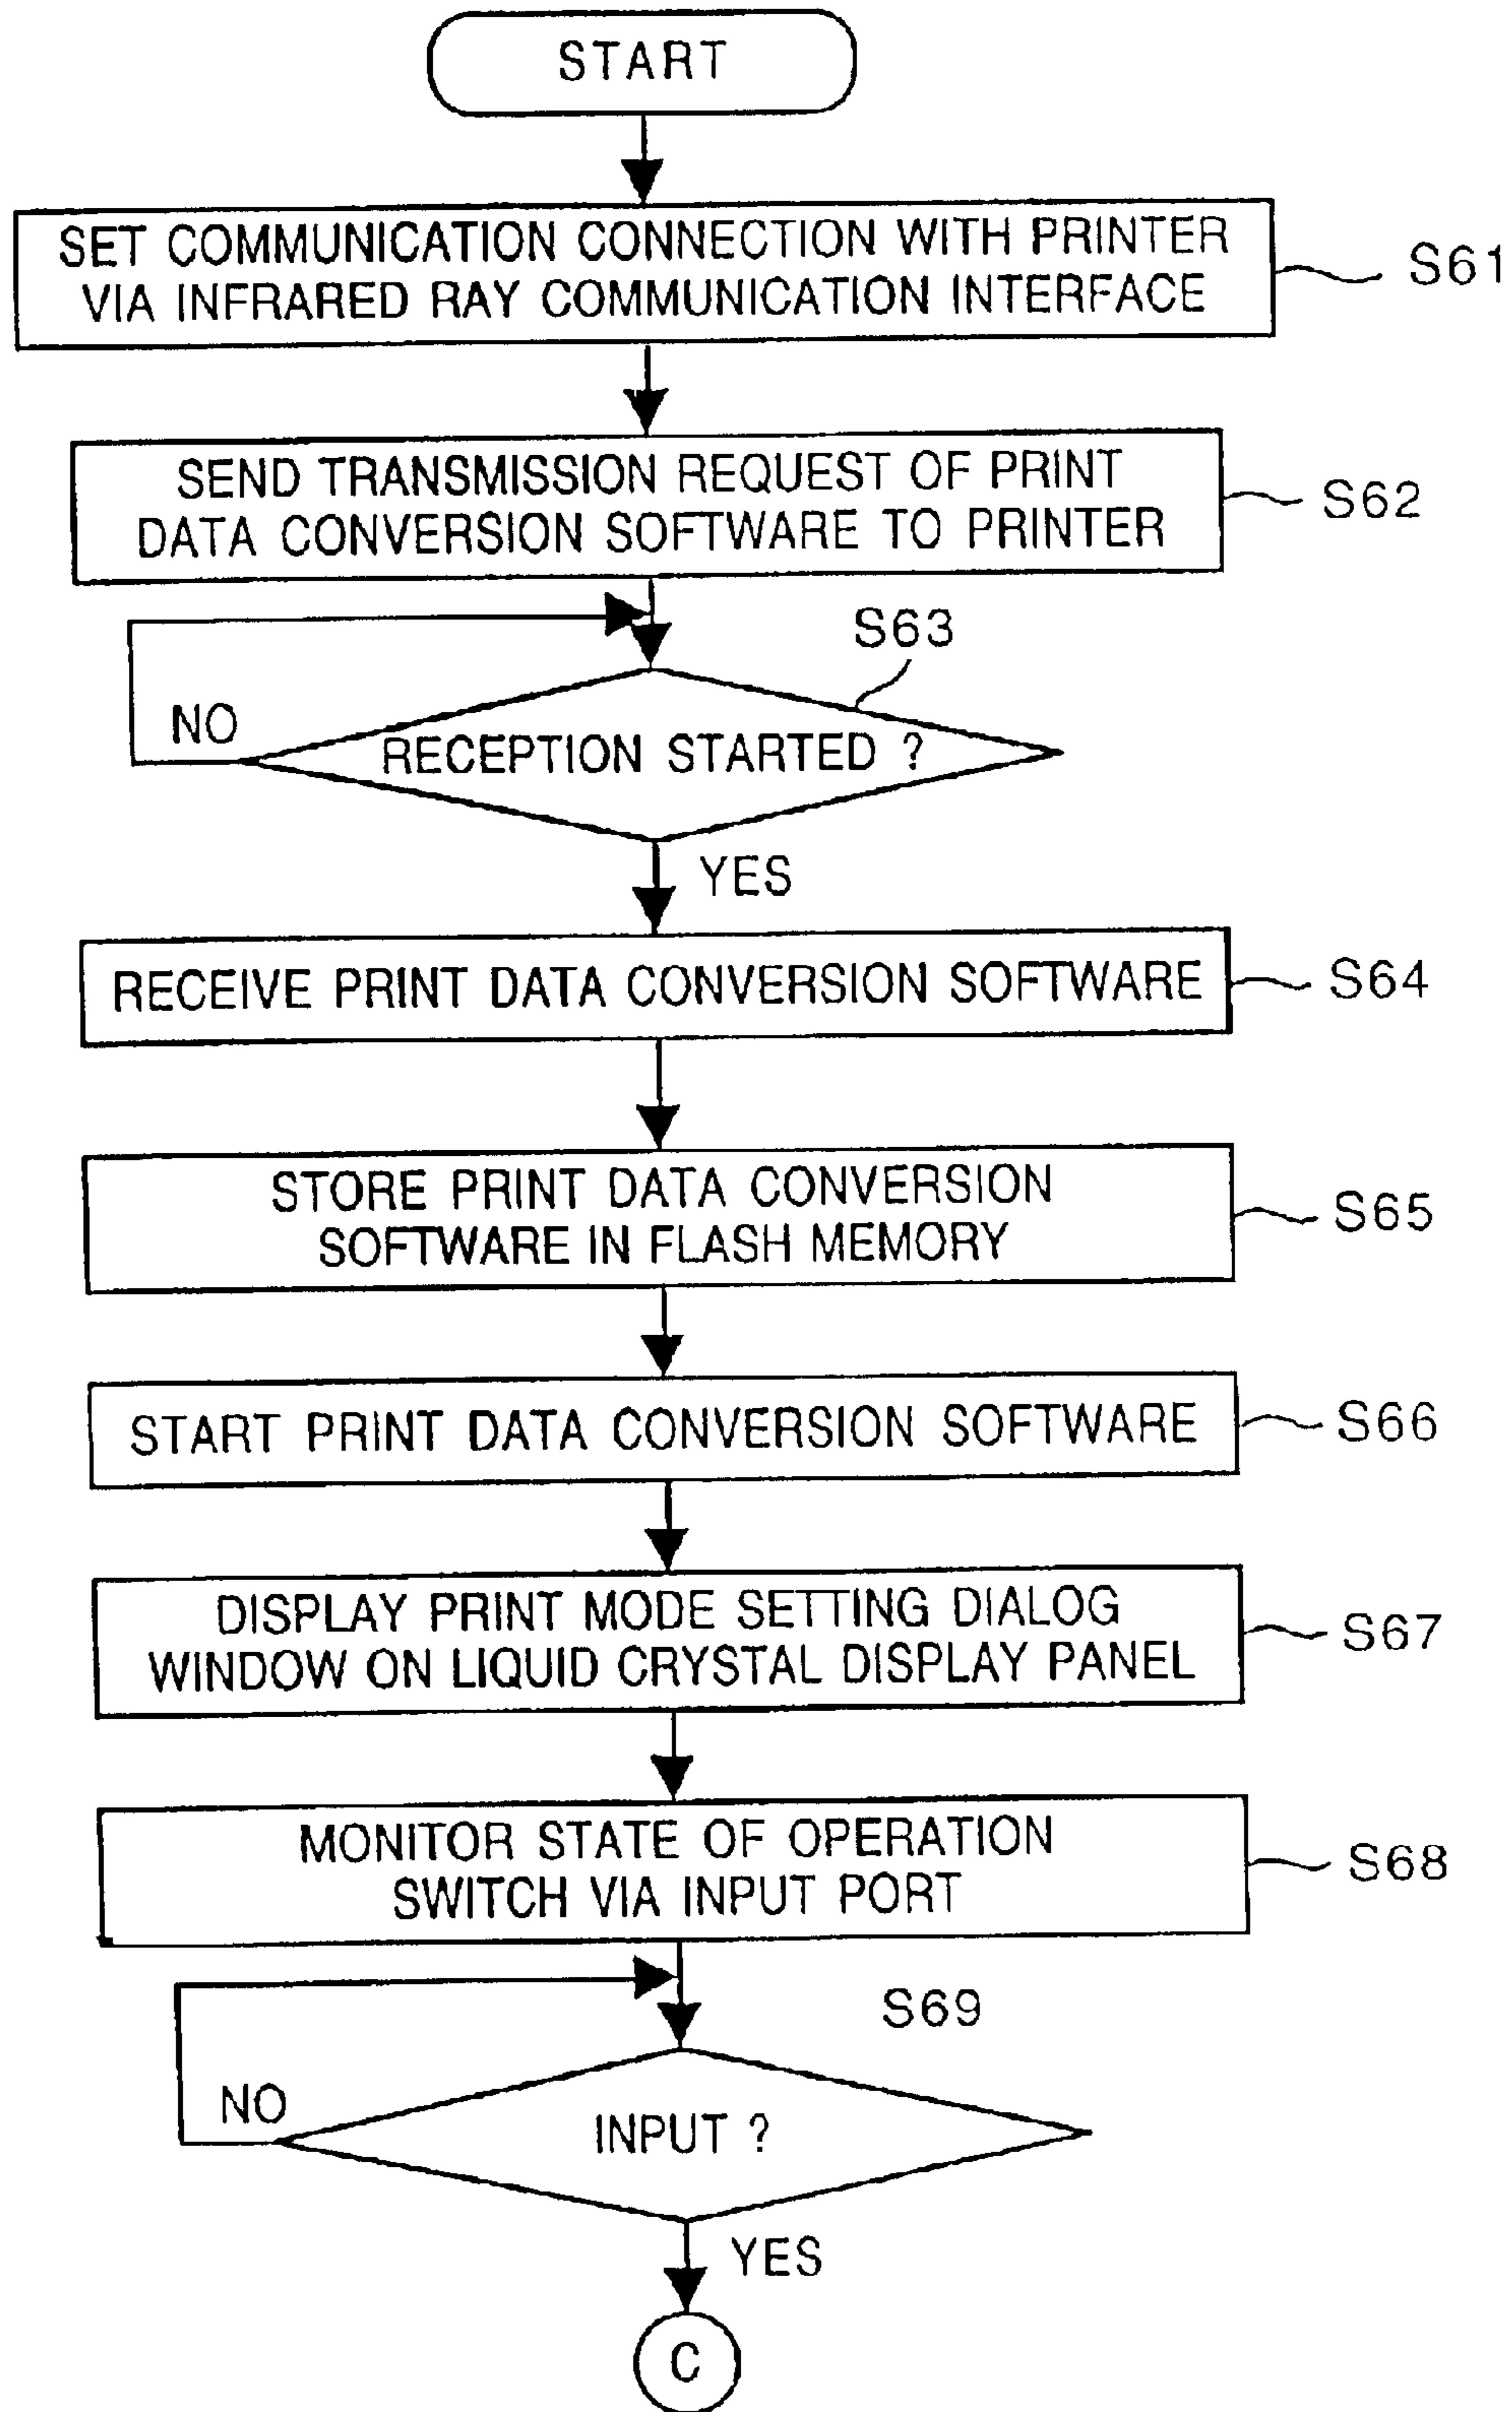 START
SET COMMUNICATION CONNECTION WITH PRINTER
VIA INFRARED RAY COMMUNICATION INTERFACE
S61
SEND TRANSMISSION REQUEST OF PRINT
DATA CONVERSION SOFTWARE TO PRINTER
S62
S63
NO
RECEPTION STARTED ?
YES
RECEIVE PRINT DATA CONVERSION SOFTWARE
S64
STORE PRINT DATA CONVERSION
SOFTWARE IN FLASH MEMORY
S65
START PRINT DATA CONVERSION SOFTWARE
S66
DISPLAY PRINT MODE SETTING DIALOG
WINDOW ON LIQUID CRYSTAL DISPLAY PANEL
S67
MONITOR STATE OF OPERATION
SWITCH VIA INPUT PORT
S68
S69
NO
INPUT ?
YES
C